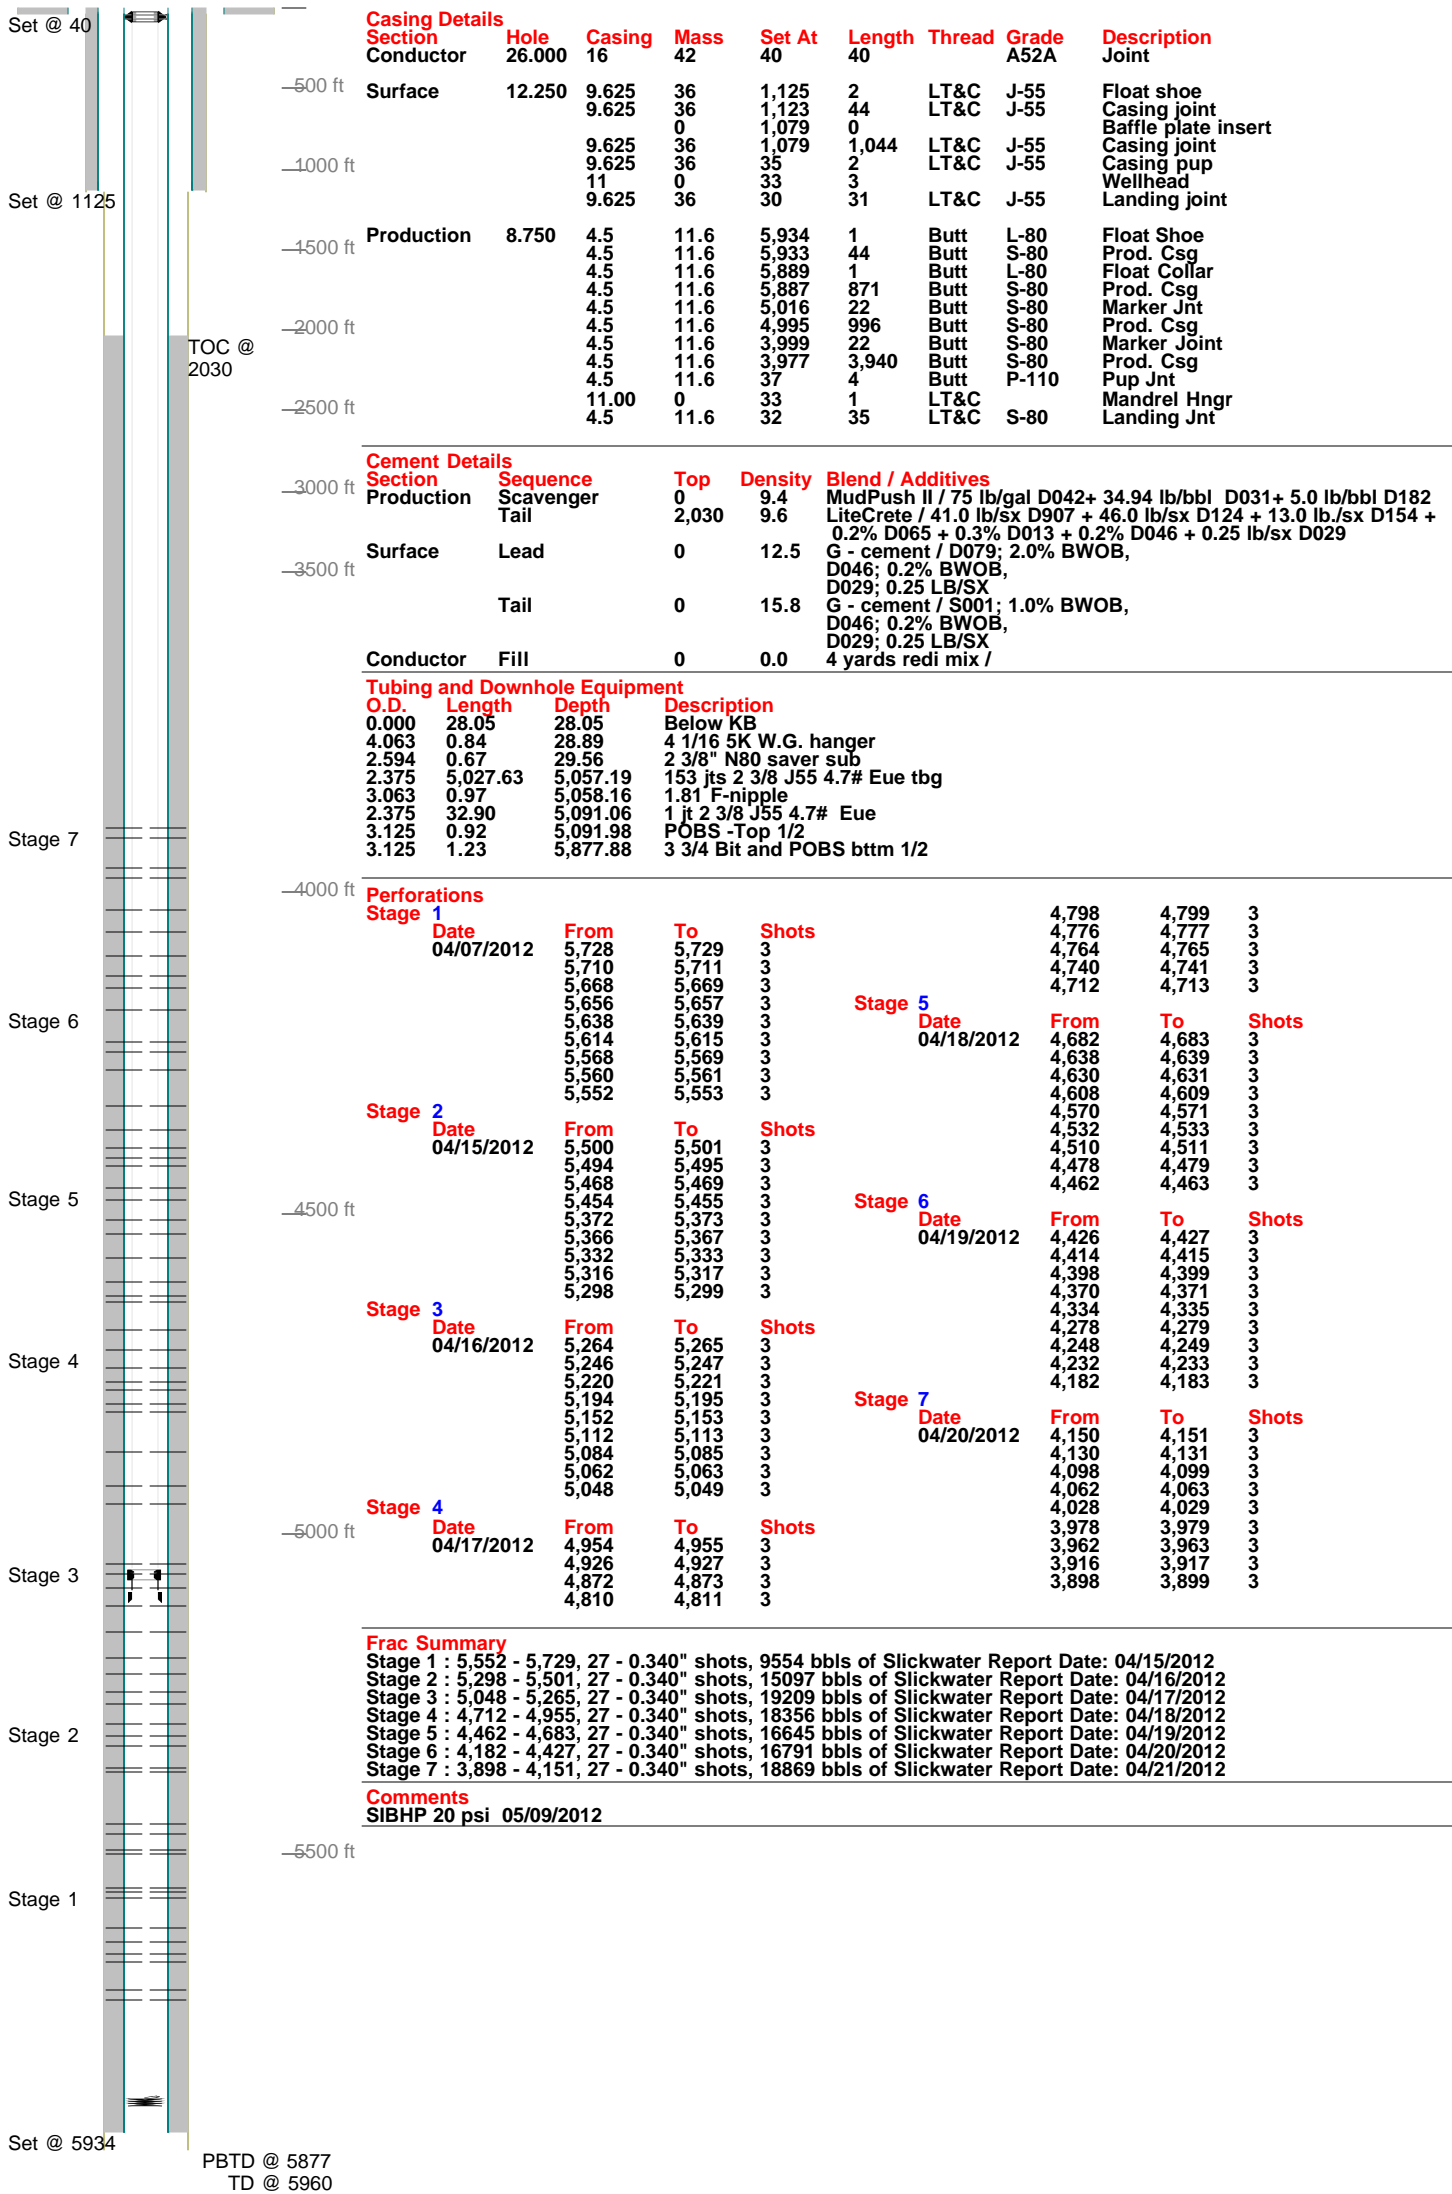 Set @ 40
Set @ 1125
TOC @
2030
Stage 7
Stage 6
Stage 5
Stage 4
Stage 3
Stage 2
Stage 1
Set @ 5934
PBTD @ 5877
TD @ 5960
500 ft
1000 ft
1500 ft
2000 ft
2500 ft
3000 ft
3500 ft
4000 ft
4500 ft
5000 ft
5500 ft
Casing Details
Section Hole Casing Mass Set At Length Thread Grade Description
Conductor 26.000 16 42 40 40 A52A Joint
Surface 12.250 9.625 36 1,125 2 LT&C J-55 Float shoe
9.625 36 1,123 44 LT&C J-55 Casing joint
0 1,079 0 Baffle plate insert
9.625 36 1,079 1,044 LT&C J-55 Casing joint
9.625 36 35 2 LT&C J-55 Casing pup
11 0 33 3 Wellhead
9.625 36 30 31 LT&C J-55 Landing joint
Production 8.750 4.5 11.6 5,934 1 Butt L-80 Float Shoe
4.5 11.6 5,933 44 Butt S-80 Prod. Csg
4.5 11.6 5,889 1 Butt L-80 Float Collar
4.5 11.6 5,887 871 Butt S-80 Prod. Csg
4.5 11.6 5,016 22 Butt S-80 Marker Jnt
4.5 11.6 4,995 996 Butt S-80 Prod. Csg
4.5 11.6 3,999 22 Butt S-80 Marker Joint
4.5 11.6 3,977 3,940 Butt S-80 Prod. Csg
4.5 11.6 37 4 Butt P-110 Pup Jnt
11.00 0 33 1 LT&C Mandrel Hngr
4.5 11.6 32 35 LT&C S-80 Landing Jnt
Cement Details
Section Sequence Top Density Blend / Additives
Production Scavenger 0 9.4 MudPush II / 75 lb/gal D042+ 34.94 lb/bbl D031+ 5.0 lb/bbl D182
Tail 2,030 9.6 LiteCrete / 41.0 lb/sx D907 + 46.0 lb/sx D124 + 13.0 lb./sx D154 +
0.2% D065 + 0.3% D013 + 0.2% D046 + 0.25 lb/sx D029
Surface Lead 0 12.5 G - cement / D079; 2.0% BWOB,
D046; 0.2% BWOB,
D029; 0.25 LB/SX
Tail 0 15.8 G - cement / S001; 1.0% BWOB,
D046; 0.2% BWOB,
D029; 0.25 LB/SX
Conductor Fill 0 0.0 4 yards redi mix /
Tubing and Downhole Equipment
O.D. Length Depth Description
0.000 28.05 28.05 Below KB
4.063 0.84 28.89 4 1/16 5K W.G. hanger
2.594 0.67 29.56 2 3/8" N80 saver sub
2.375 5,027.63 5,057.19 153 jts 2 3/8 J55 4.7# Eue tbg
3.063 0.97 5,058.16 1.81 F-nipple
2.375 32.90 5,091.06 1 jt 2 3/8 J55 4.7# Eue
3.125 0.92 5,091.98 POBS -Top 1/2
3.125 1.23 5,877.88 3 3/4 Bit and POBS bttm 1/2
Perforations
Stage 1
Date From To Shots
04/07/2012 5,728 5,729 3
5,710 5,711 3
5,668 5,669 3
5,656 5,657 3
5,638 5,639 3
5,614 5,615 3
5,568 5,569 3
5,560 5,561 3
5,552 5,553 3
Stage 2
Date From To Shots
04/15/2012 5,500 5,501 3
5,494 5,495 3
5,468 5,469 3
5,454 5,455 3
5,372 5,373 3
5,366 5,367 3
5,332 5,333 3
5,316 5,317 3
5,298 5,299 3
Stage 3
Date From To Shots
04/16/2012 5,264 5,265 3
5,246 5,247 3
5,220 5,221 3
5,194 5,195 3
5,152 5,153 3
5,112 5,113 3
5,084 5,085 3
5,062 5,063 3
5,048 5,049 3
Stage 4
Date From To Shots
04/17/2012 4,954 4,955 3
4,926 4,927 3
4,872 4,873 3
4,810 4,811 3
4,798 4,799 3
4,776 4,777 3
4,764 4,765 3
4,740 4,741 3
4,712 4,713 3
Stage 5
Date From To Shots
04/18/2012 4,682 4,683 3
4,638 4,639 3
4,630 4,631 3
4,608 4,609 3
4,570 4,571 3
4,532 4,533 3
4,510 4,511 3
4,478 4,479 3
4,462 4,463 3
Stage 6
Date From To Shots
04/19/2012 4,426 4,427 3
4,414 4,415 3
4,398 4,399 3
4,370 4,371 3
4,334 4,335 3
4,278 4,279 3
4,248 4,249 3
4,232 4,233 3
4,182 4,183 3
Stage 7
Date From To Shots
04/20/2012 4,150 4,151 3
4,130 4,131 3
4,098 4,099 3
4,062 4,063 3
4,028 4,029 3
3,978 3,979 3
3,962 3,963 3
3,916 3,917 3
3,898 3,899 3
Frac Summary
Stage 1 : 5,552 - 5,729, 27 - 0.340" shots, 9554 bbls of Slickwater Report Date: 04/15/2012
Stage 2 : 5,298 - 5,501, 27 - 0.340" shots, 15097 bbls of Slickwater Report Date: 04/16/2012
Stage 3 : 5,048 - 5,265, 27 - 0.340" shots, 19209 bbls of Slickwater Report Date: 04/17/2012
Stage 4 : 4,712 - 4,955, 27 - 0.340" shots, 18356 bbls of Slickwater Report Date: 04/18/2012
Stage 5 : 4,462 - 4,683, 27 - 0.340" shots, 16645 bbls of Slickwater Report Date: 04/19/2012
Stage 6 : 4,182 - 4,427, 27 - 0.340" shots, 16791 bbls of Slickwater Report Date: 04/20/2012
Stage 7 : 3,898 - 4,151, 27 - 0.340" shots, 18869 bbls of Slickwater Report Date: 04/21/2012
Comments
SIBHP 20 psi 05/09/2012